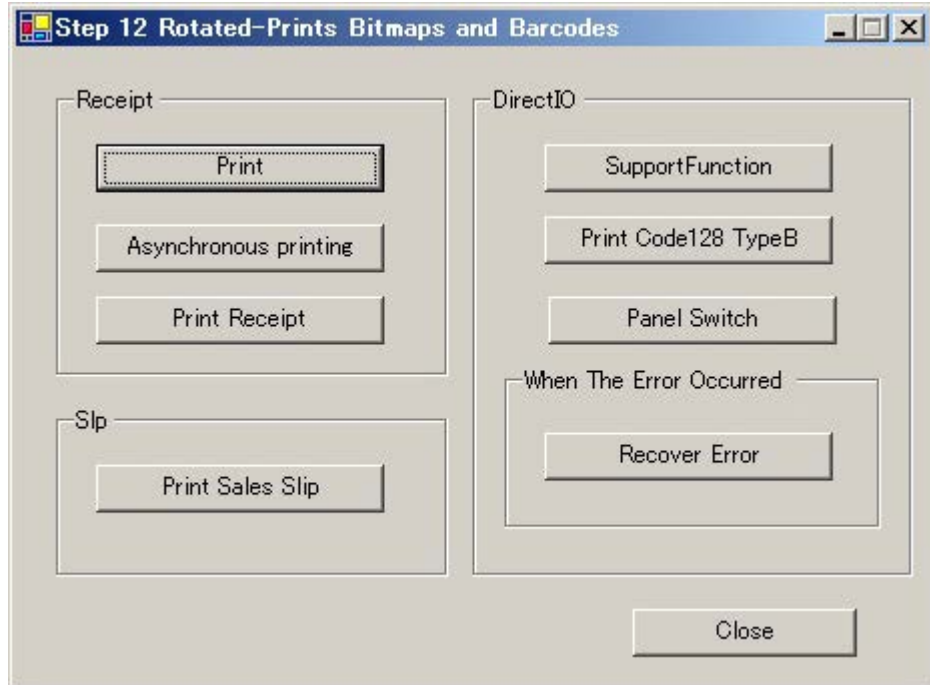 Step 12 Rotated-Prints Bitmaps and Barcodes
Receipt
Print
Asynchronous printing
Print Receipt
Slp
Print Sales Slip
DirectIO
SupportFunction
Print Code128 TypeB
Panel Switch
When The Error Occurred
Recover Error
Close